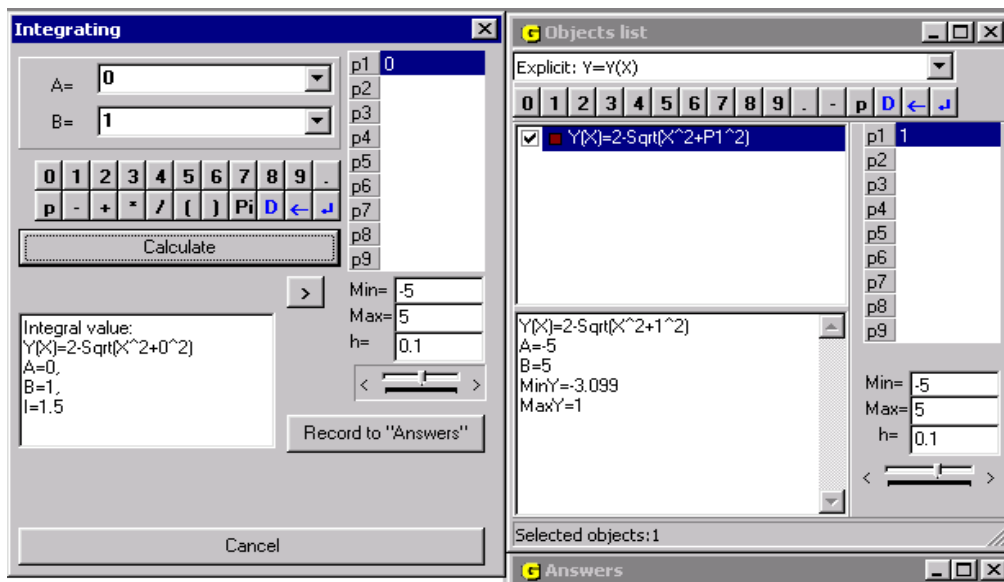 Integrating
A= 0
B= 1
0 1 2 3 4 5 6 7 8 9 .
p - + * / ( ) Pi D ← ↲
Calculate
>
Integral value:
Y(X)=2-Sqrt(X^2+0^2)
A=0,
B=1,
I=1.5
p1 0
p2
p3
p4
p5
p6
p7
p8
p9
Min= -5
Max= 5
h= 0.1
< >
Record to "Answers"
Cancel
Objects list
Explicit: Y=Y(X)
0 1 2 3 4 5 6 7 8 9 . - p D ← ↲
Y(X)=2-Sqrt(X^2+P1^2)
Y(X)=2-Sqrt(X^2+1^2)
A=-5
B=5
MinY=-3.099
MaxY=1
p1 1
p2
p3
p4
p5
p6
p7
p8
p9
Min= -5
Max= 5
h= 0.1
< >
Selected objects:1
Answers